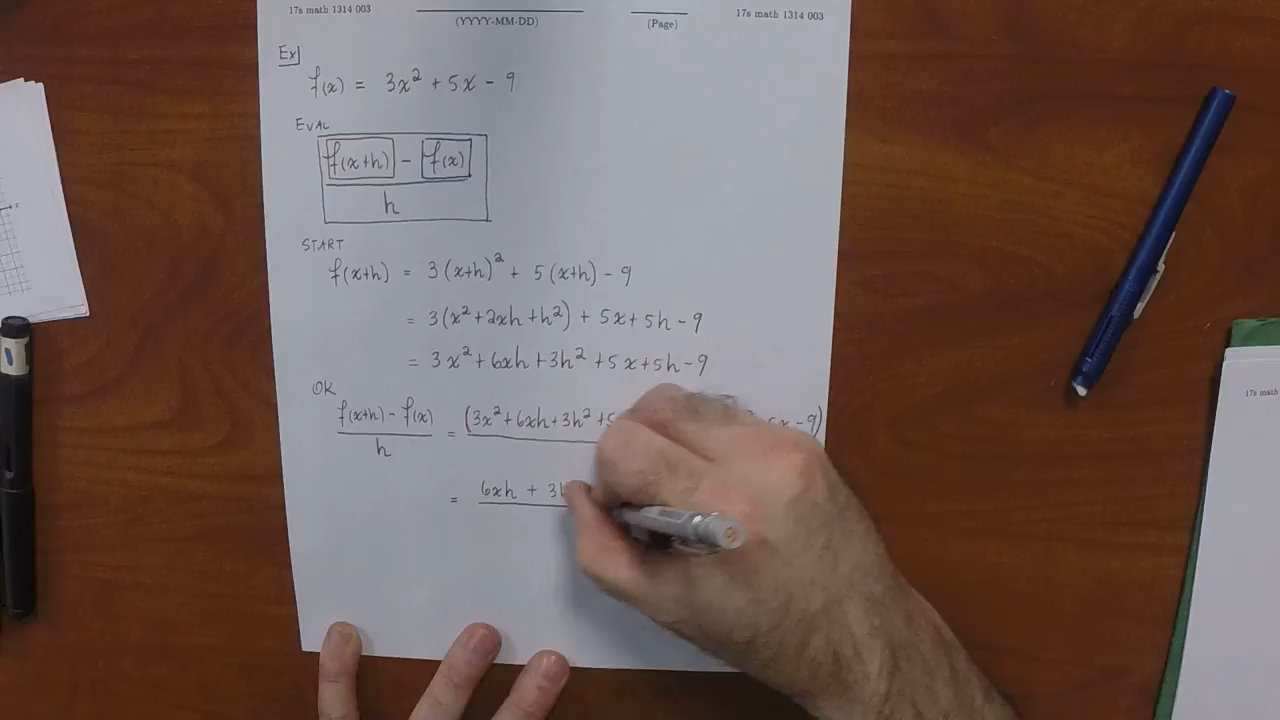 17s math 1314 003
(YYYY-MM-DD)
(Page)
17s math 1314 003
Ex
f(x) = 3x² + 5x - 9
EVAL
f(x+h) - f(x)
h
START
f(x+h) = 3(x+h)² + 5(x+h) - 9
= 3(x²+2xh+h²) + 5x+5h-9
= 3x²+6xh+3h²+5x+5h-9
OK
f(x+h) - f(x)
h
= (3x²+6xh+3h²+5
x-9)
= 6xh + 3
17s math